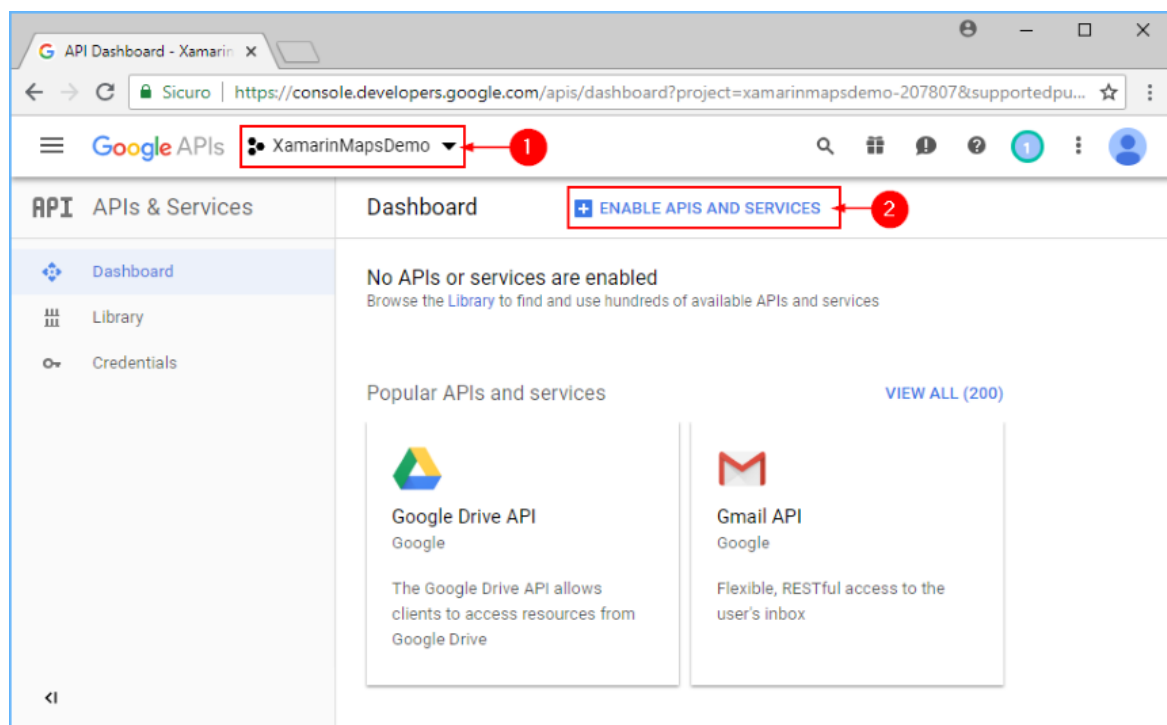 API Dashboard - Xamarin
Sicuro | https://console.developers.google.com/apis/dashboard?project=xamarinmapsdemo-207807&supportedpu...
Google APIs XamarinMapsDemo 1 1
API APIs & Services Dashboard ENABLE APIS AND SERVICES 2
Dashboard
Library
Credentials
No APIs or services are enabled
Browse the Library to find and use hundreds of available APIs and services
Popular APIs and services VIEW ALL (200)
Google Drive API
Google
The Google Drive API allows
clients to access resources from
Google Drive
Gmail API
Google
Flexible, RESTful access to the
user's inbox